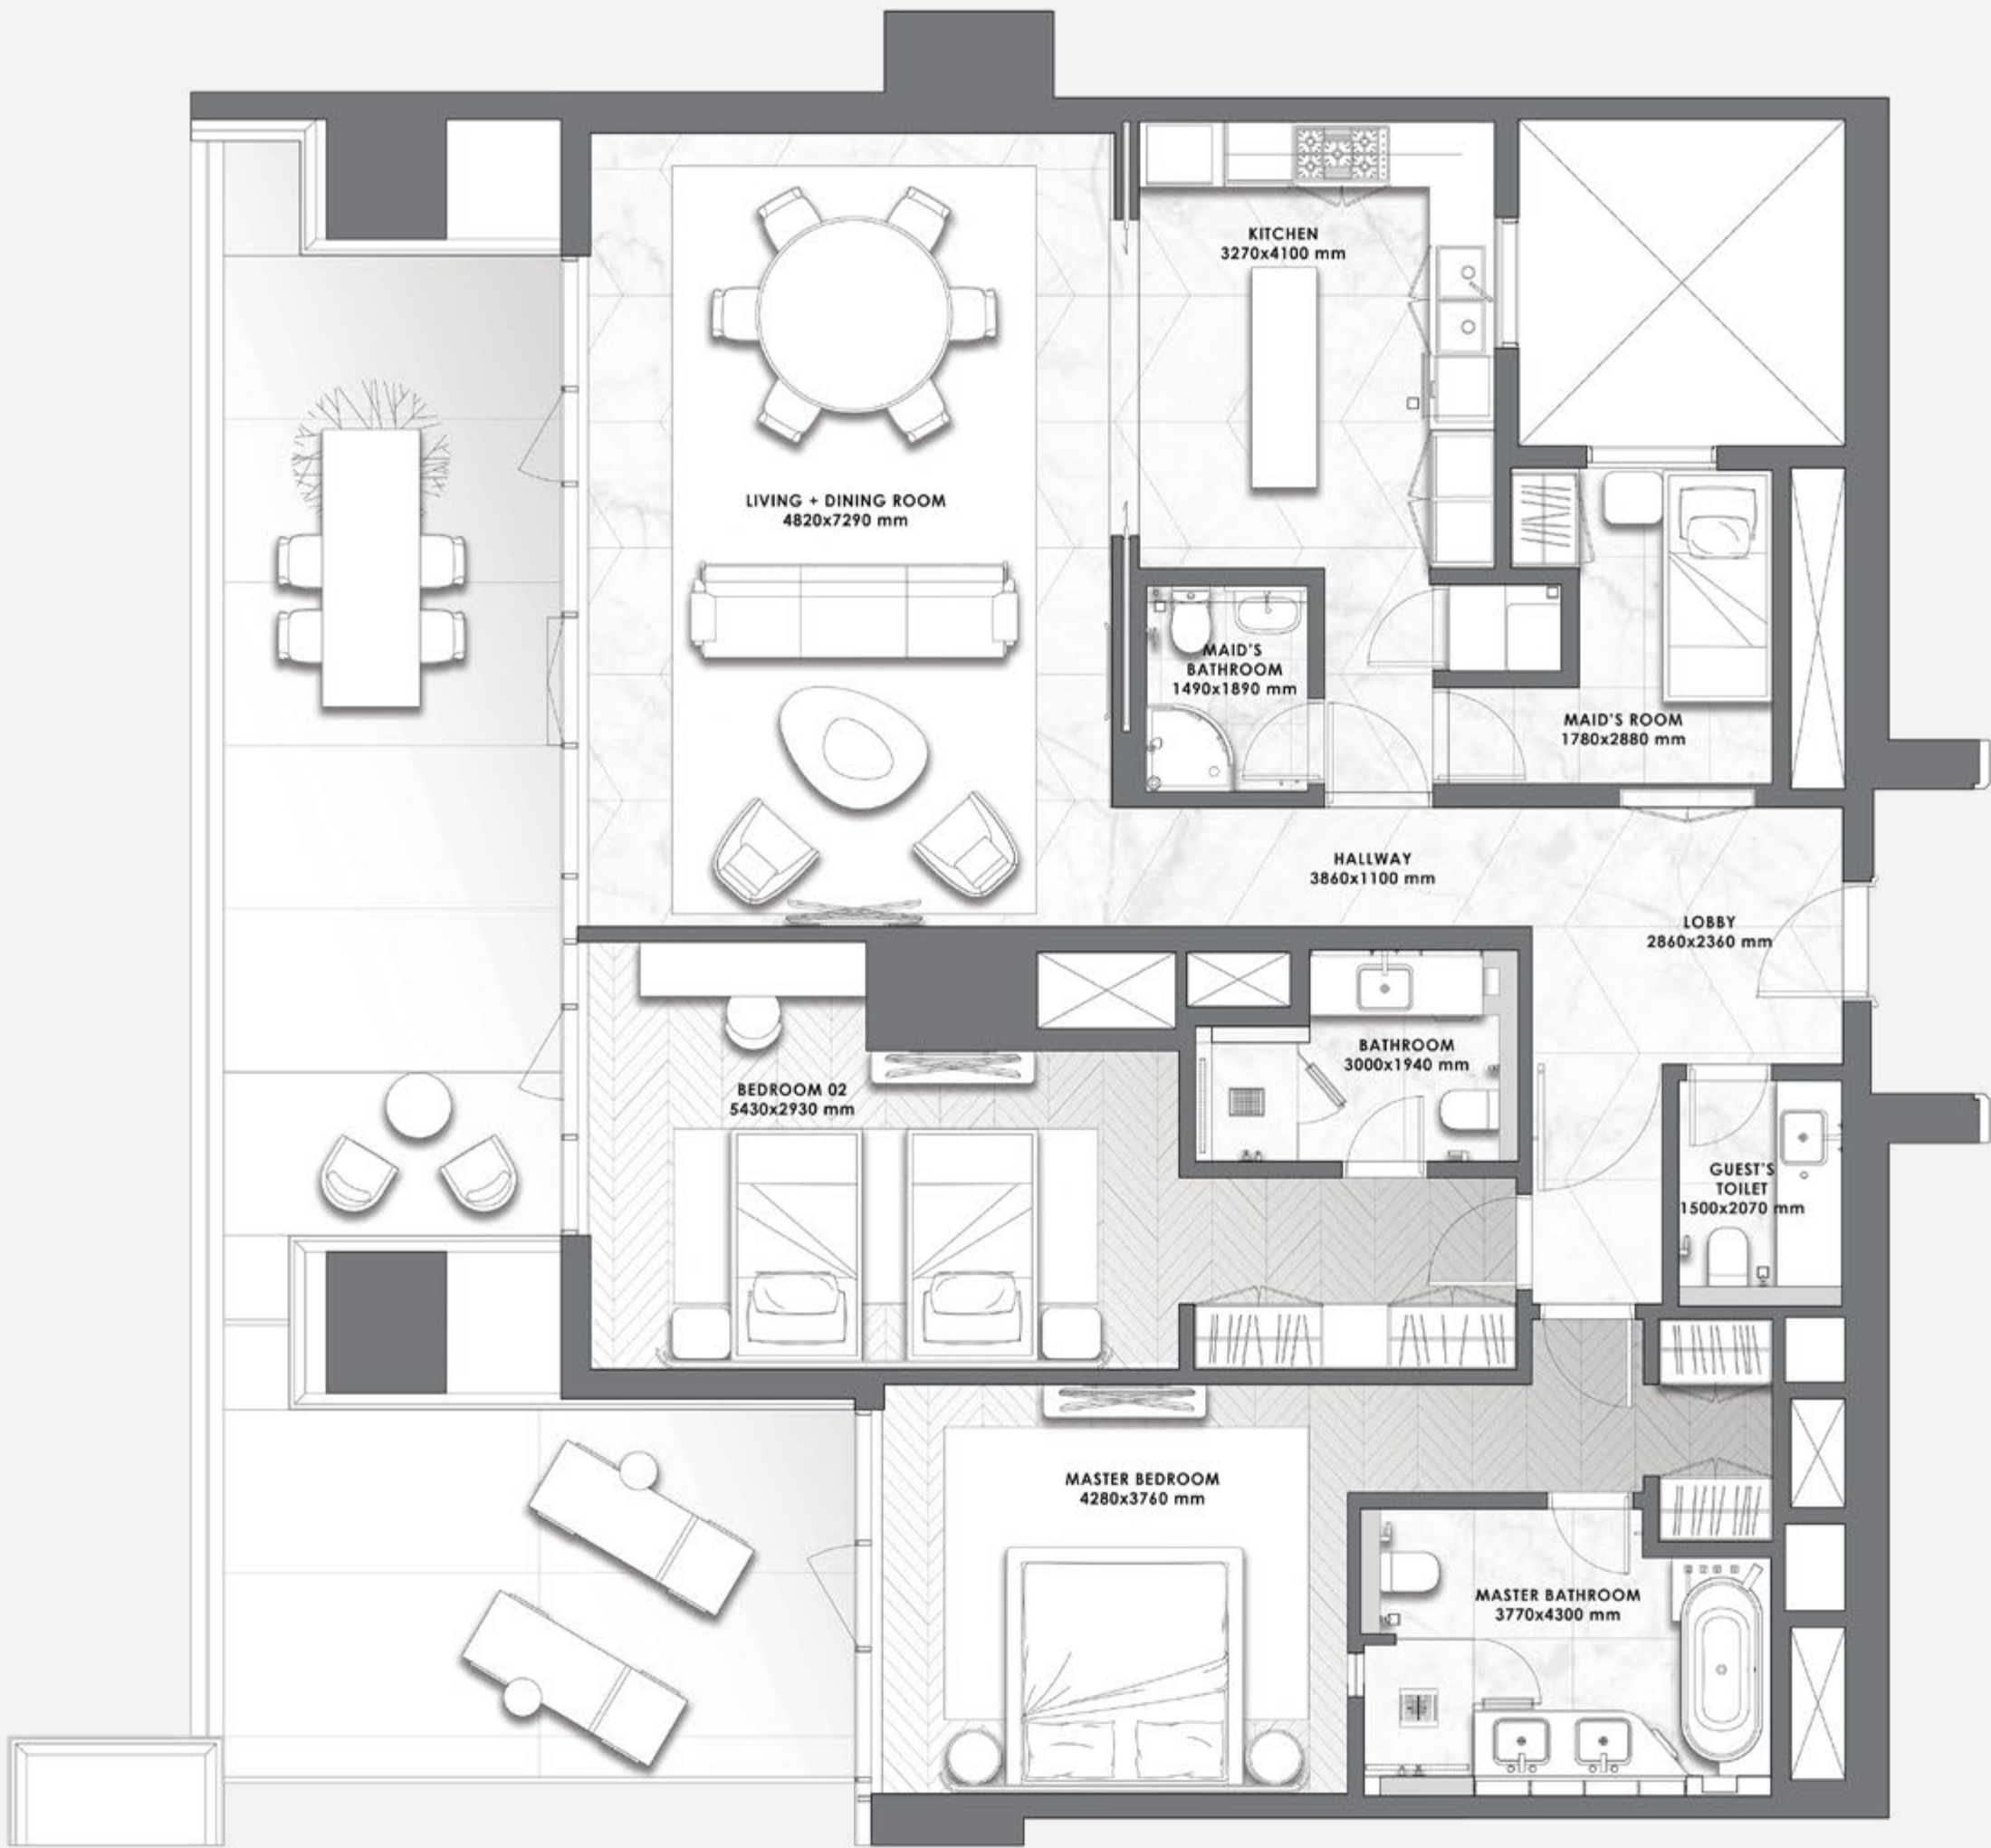 KITCHEN
3270x4100 mm
LIVING + DINING ROOM
4820x7290 mm
MAID'S
BATHROOM
1490x1890 mm
MAID'S ROOM
1780x2880 mm
HALLWAY
3860x1100 mm
LOBBY
2860x2360 mm
BATHROOM
3000x1940 mm
BEDROOM 02
5430x2930 mm
GUEST'S
TOILET
1500x2070 mm
MASTER BEDROOM
4280x3760 mm
MASTER BATHROOM
3770x4300 mm